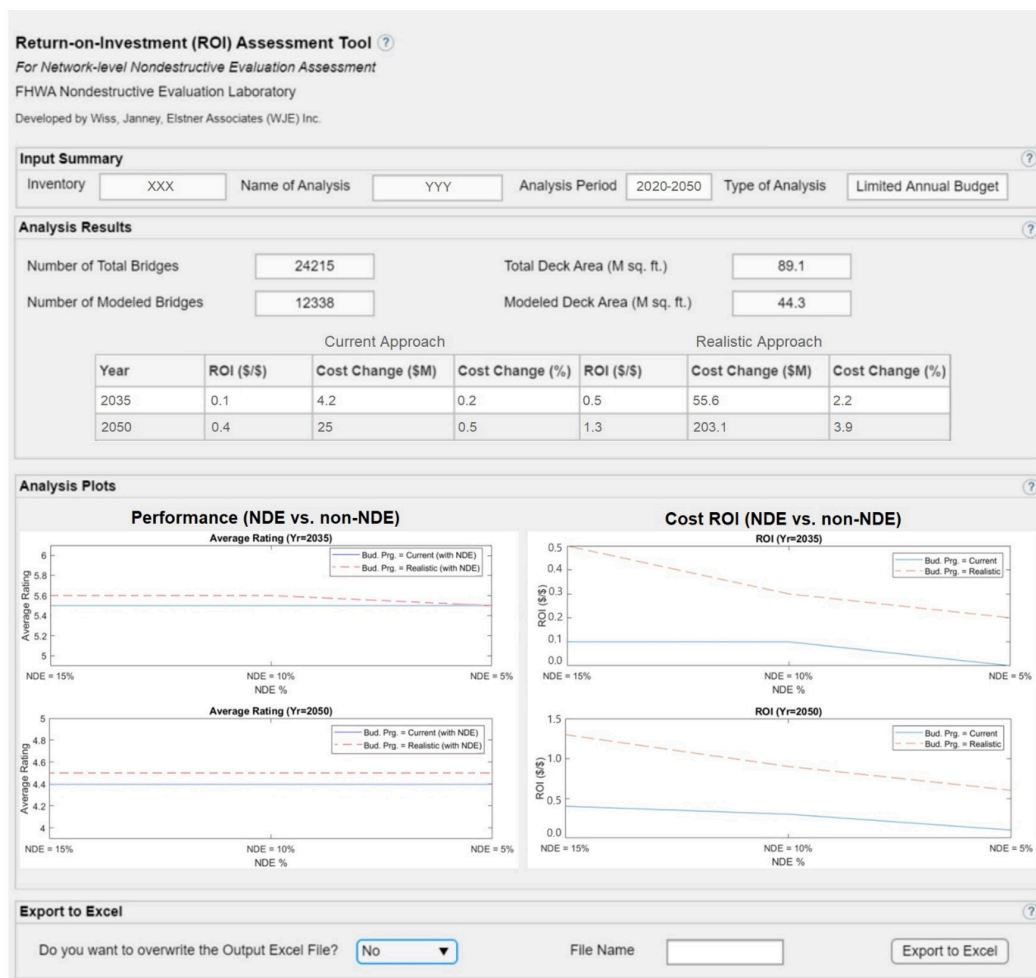 Return-on-Investment (ROI) Assessment Tool ?
For Network-level Nondestructive Evaluation Assessment
FHWA Nondestructive Evaluation Laboratory
Developed by Wiss, Janney, Elstner Associates (WJE) Inc.
Input Summary ?
Inventory XXX Name of Analysis YYY Analysis Period 2020-2050 Type of Analysis Limited Annual Budget
Analysis Results ?
Number of Total Bridges 24215 Total Deck Area (M sq. ft.) 89.1
Number of Modeled Bridges 12338 Modeled Deck Area (M sq. ft.) 44.3
Current Approach Realistic Approach
Year ROI ($/$) Cost Change ($M) Cost Change (%) ROI ($/$) Cost Change ($M) Cost Change (%)
2035 0.1 4.2 0.2 0.5 55.6 2.2
2050 0.4 25 0.5 1.3 203.1 3.9
Analysis Plots ?
Performance (NDE vs. non-NDE)
Average Rating (Yr=2035)
Bud. Prg. = Current (with NDE)
Bud. Prg. = Realistic (with NDE)
Average Rating
6
5.8
5.6
5.4
5.2
5
NDE = 15% NDE = 10% NDE = 5%
NDE %
Average Rating (Yr=2050)
Bud. Prg. = Current (with NDE)
Bud. Prg. = Realistic (with NDE)
Average Rating
5
4.8
4.6
4.4
4.2
4
NDE = 15% NDE = 10% NDE = 5%
NDE %
Cost ROI (NDE vs. non-NDE)
ROI (Yr=2035)
Bud. Prg. = Current
Bud. Prg. = Realistic
ROI ($/$)
0.5
0.4
0.3
0.2
0.1
0.0
NDE = 15% NDE = 10% NDE = 5%
NDE %
ROI (Yr=2050)
Bud. Prg. = Current
Bud. Prg. = Realistic
ROI ($/$)
1.5
1.0
0.5
0.0
NDE = 15% NDE = 10% NDE = 5%
NDE %
Export to Excel ?
Do you want to overwrite the Output Excel File? No File Name Export to Excel